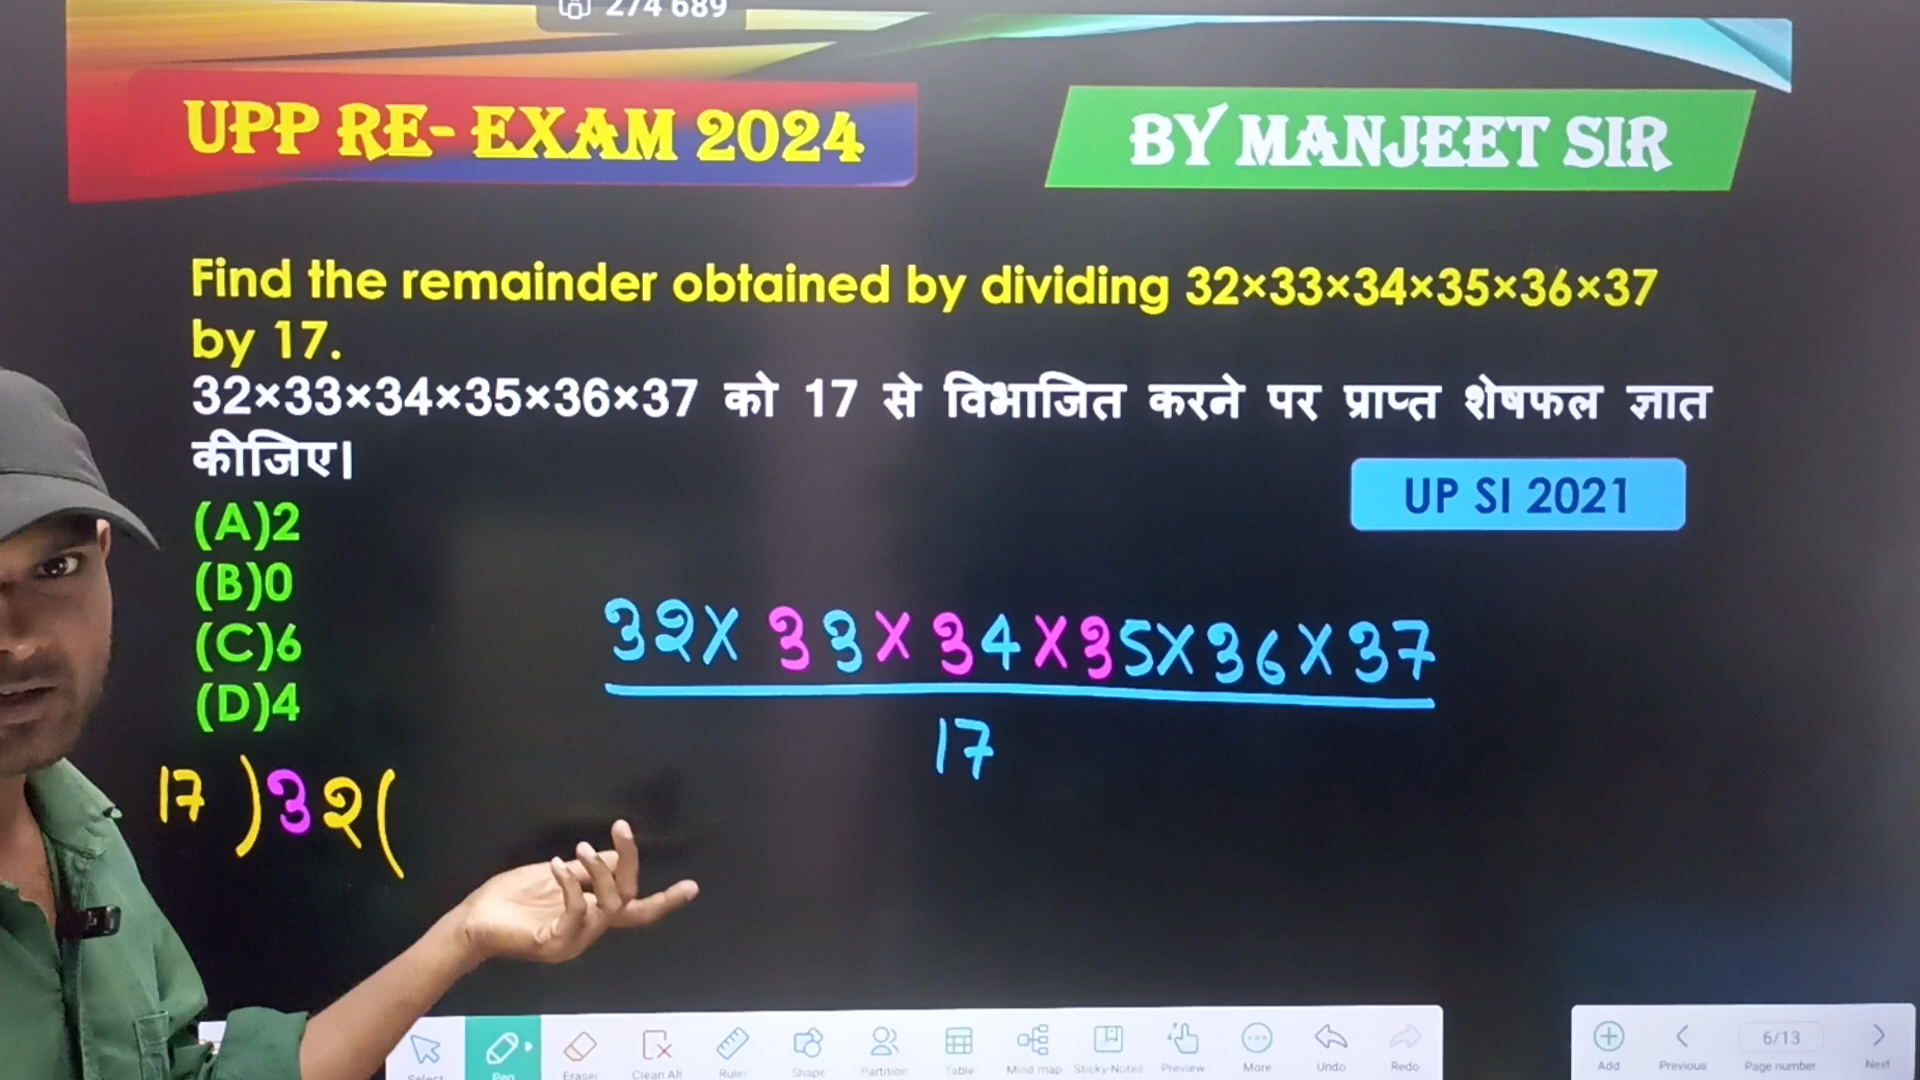 274 689
UPP RE- EXAM 2024
BY MANJEET SIR
Find the remainder obtained by dividing 32×33×34×35×36×37
by 17.
32×33×34×35×36×37 को 17 से विभाजित करने पर प्राप्त शेषफल ज्ञात
कीजिए।
UP SI 2021
(A)2
(B)0
(C)6
(D)4
32× 33×34×35×36×37
17
17 )32(
Select Pen Eraser Clean All Ruler Shape Partition Table Mind map Sticky-Notes Preview More Undo Redo
Add Previous 6/13 Page number Next